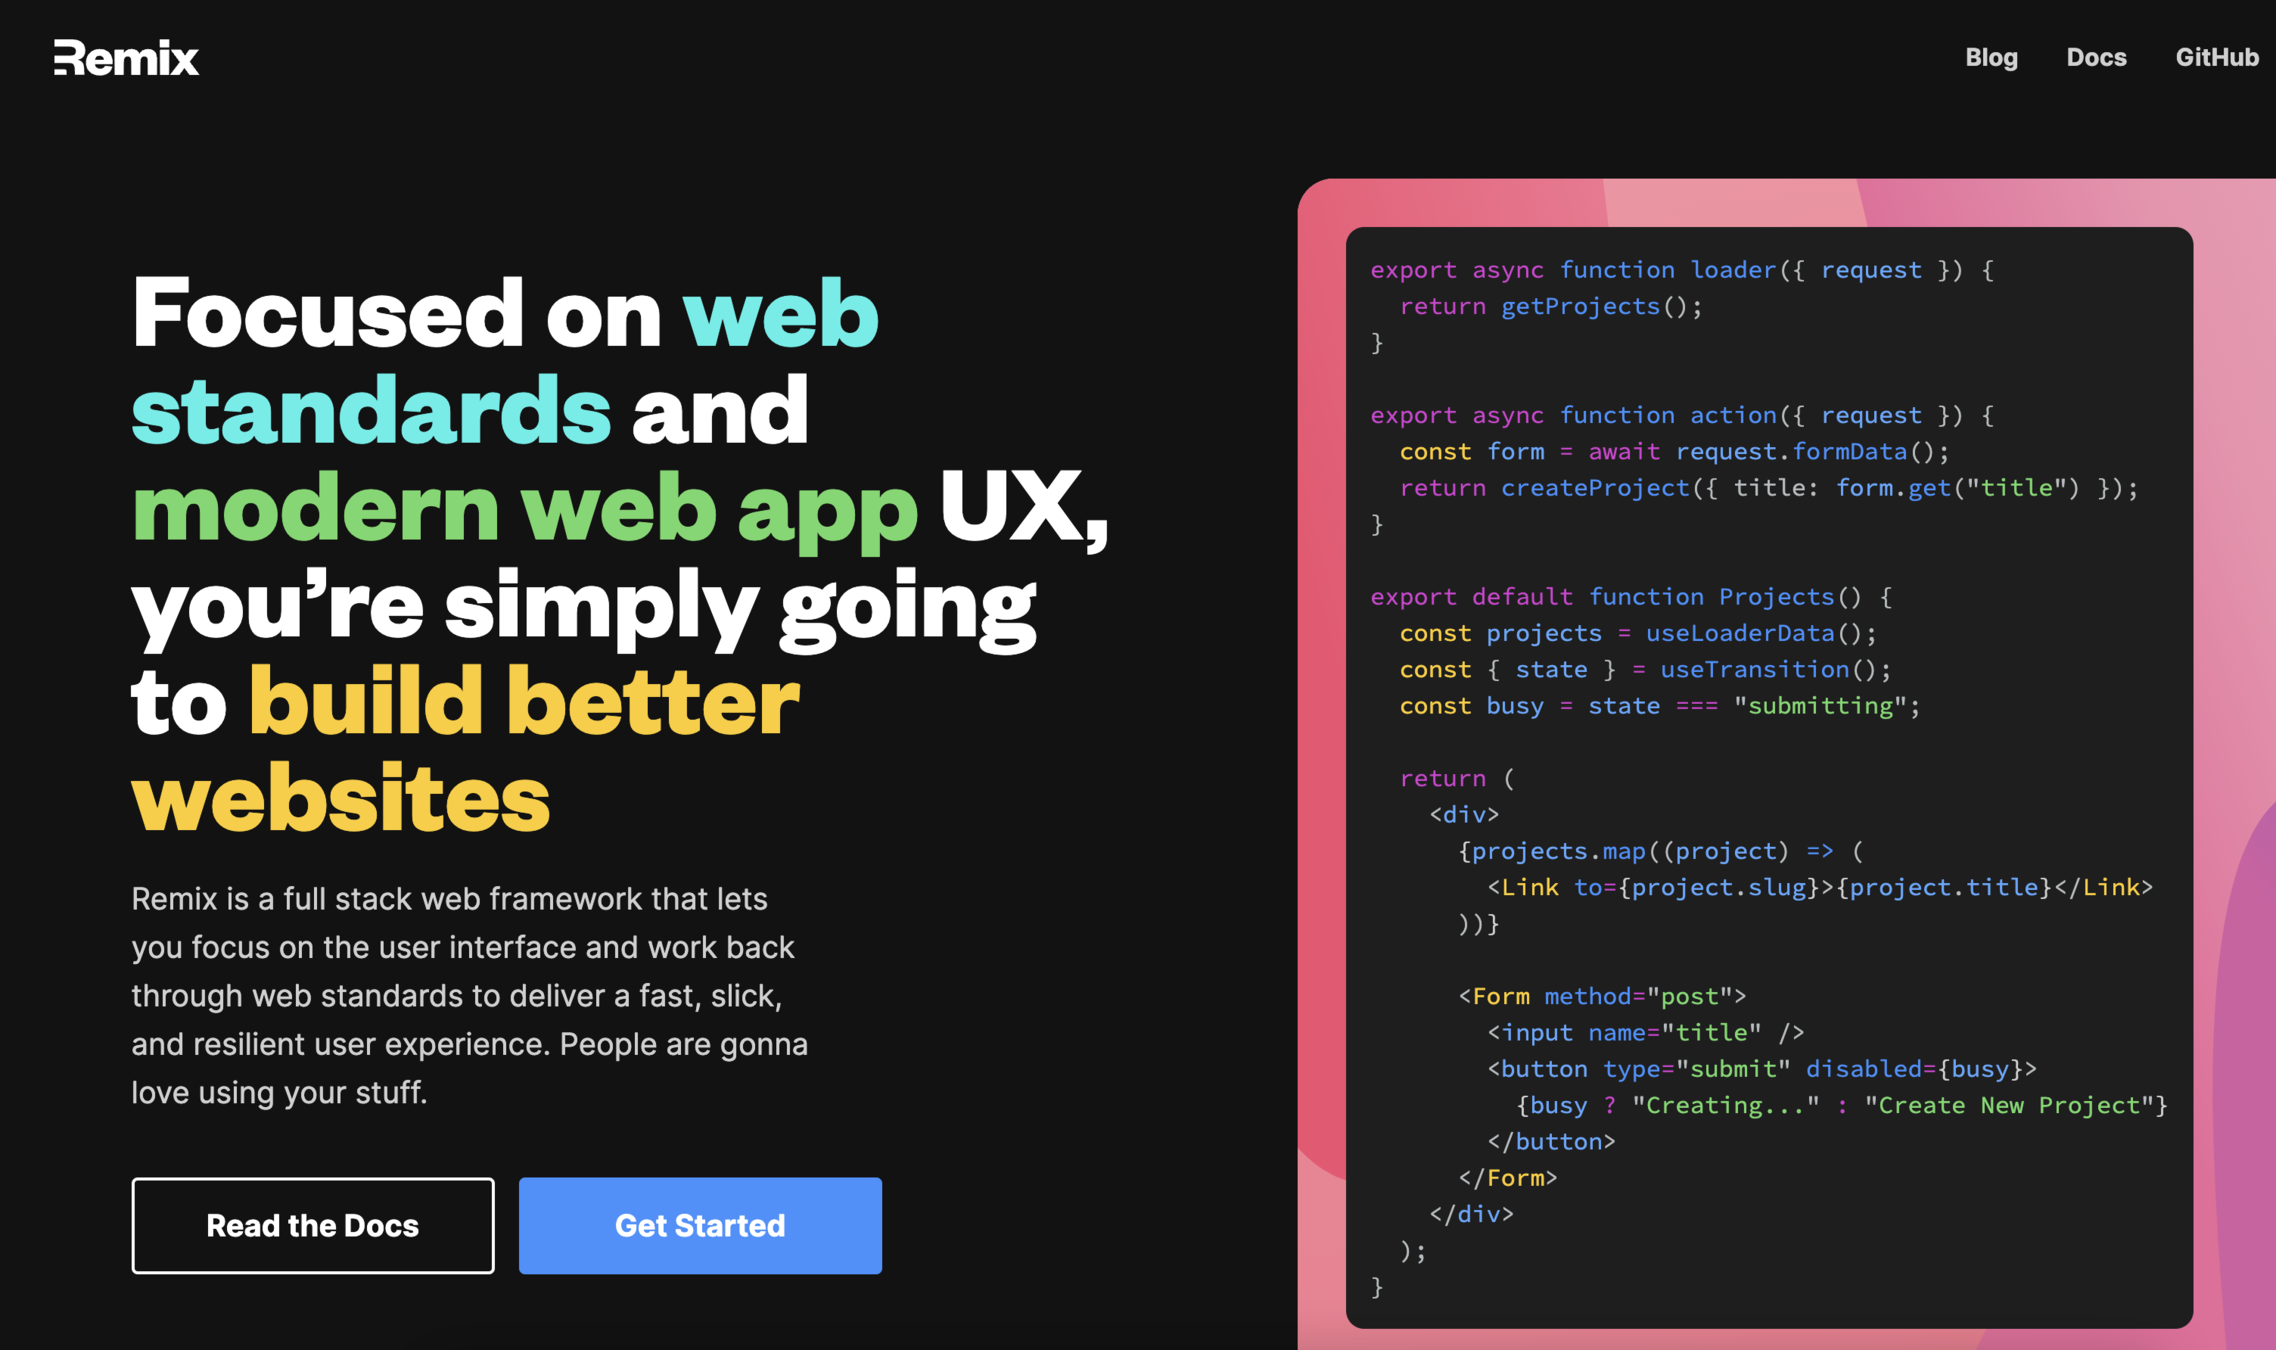 Remix
Blog Docs GitHub
Focused on web
standards and
modern web app UX,
you’re simply going
to build better
websites
Remix is a full stack web framework that lets
you focus on the user interface and work back
through web standards to deliver a fast, slick,
and resilient user experience. People are gonna
love using your stuff.
Read the Docs
Get Started
export async function loader({ request }) {
  return getProjects();
}

export async function action({ request }) {
  const form = await request.formData();
  return createProject({ title: form.get("title") });
}

export default function Projects() {
  const projects = useLoaderData();
  const { state } = useTransition();
  const busy = state === "submitting";

  return (
    <div>
      {projects.map((project) => (
        <Link to={project.slug}>{project.title}</Link>
      ))}

      <Form method="post">
        <input name="title" />
        <button type="submit" disabled={busy}>
          {busy ? "Creating..." : "Create New Project"}
        </button>
      </Form>
    </div>
  );
}